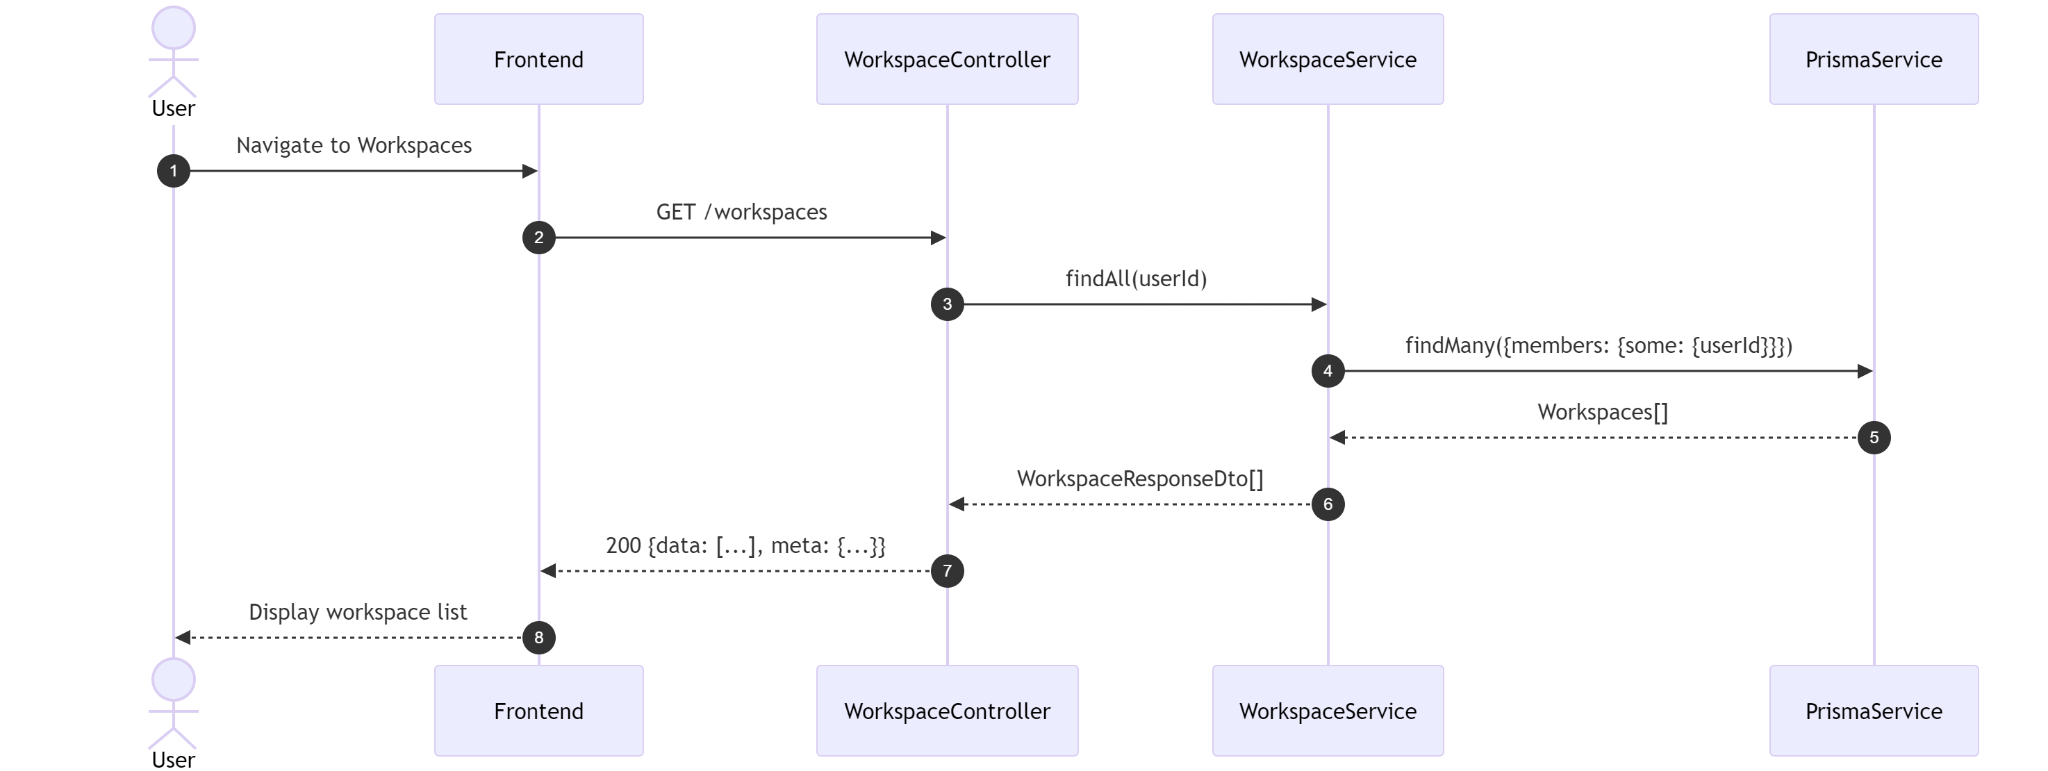 User
Frontend
WorkspaceController
WorkspaceService
PrismaService
Navigate to Workspaces
1
GET /workspaces
2
findAll(userId)
3
findMany({members: {some: {userId}}})
4
Workspaces[]
5
WorkspaceResponseDto[]
6
200 {data: [...], meta: {...}}
7
Display workspace list
8
User
Frontend
WorkspaceController
WorkspaceService
PrismaService